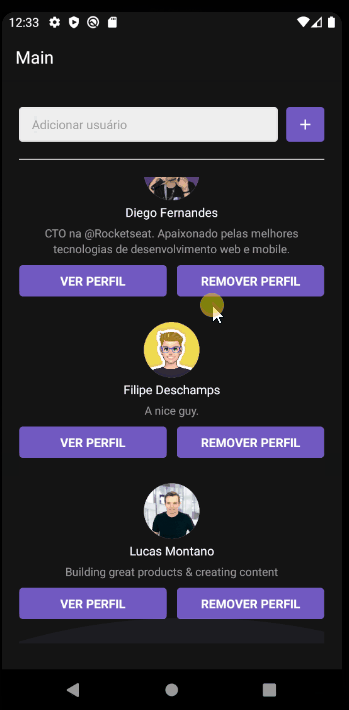 12:33
Main
Adicionar usuário
+
Diego Fernandes
CTO na @Rocketseat. Apaixonado pelas melhores
tecnologias de desenvolvimento web e mobile.
VER PERFIL
REMOVER PERFIL
Filipe Deschamps
A nice guy.
VER PERFIL
REMOVER PERFIL
Lucas Montano
Building great products & creating content
VER PERFIL
REMOVER PERFIL